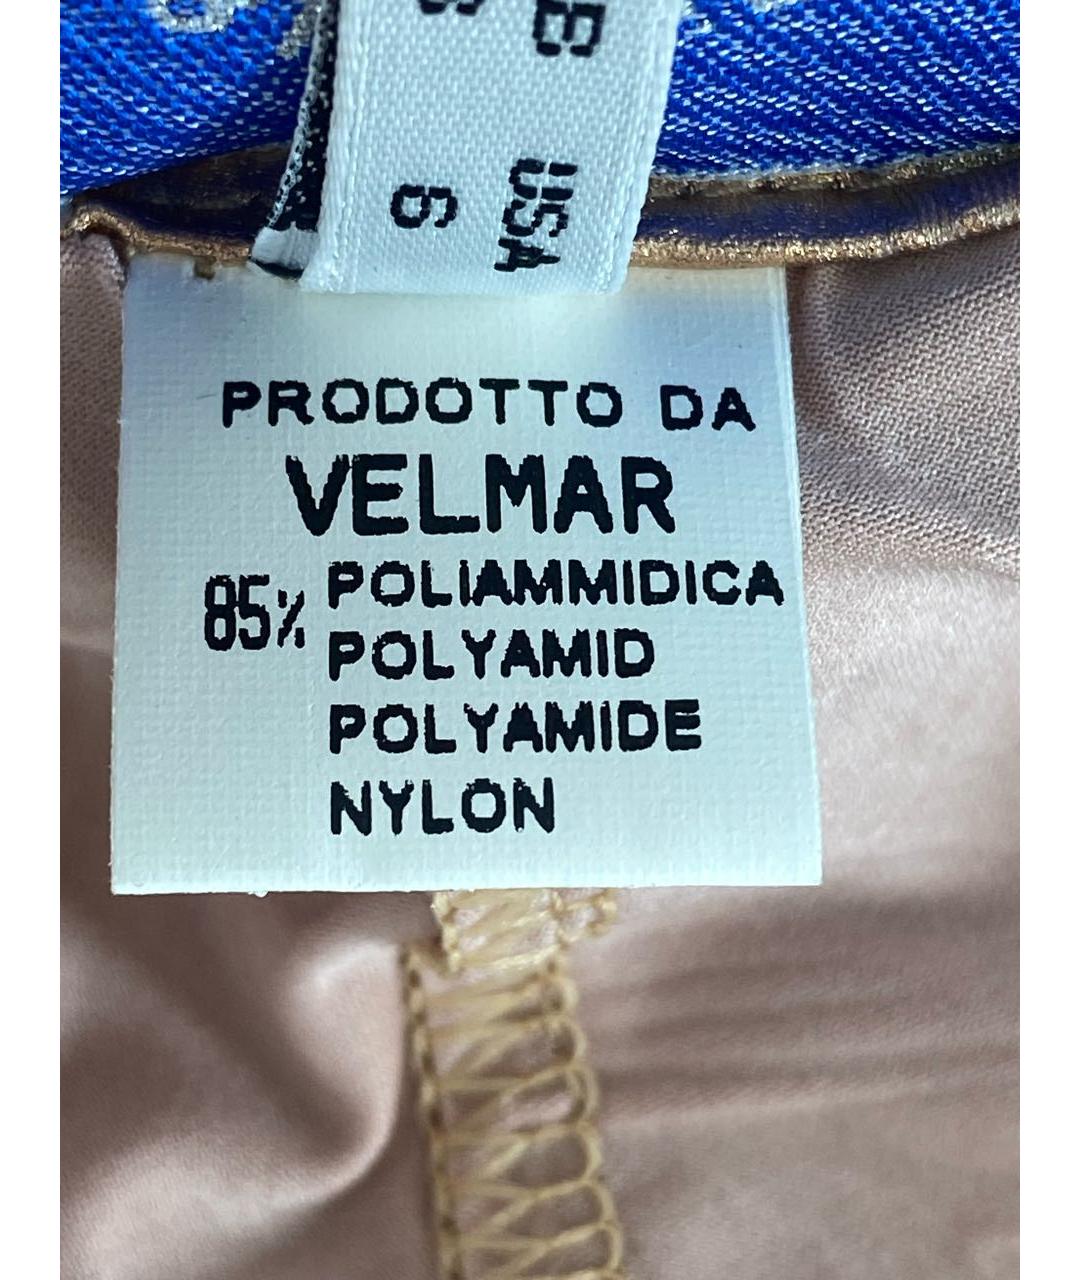 E
S
USA
6
PRODOTTO DA
VELMAR
85% POLIAMMIDICA
POLYAMID
POLYAMIDE
NYLON